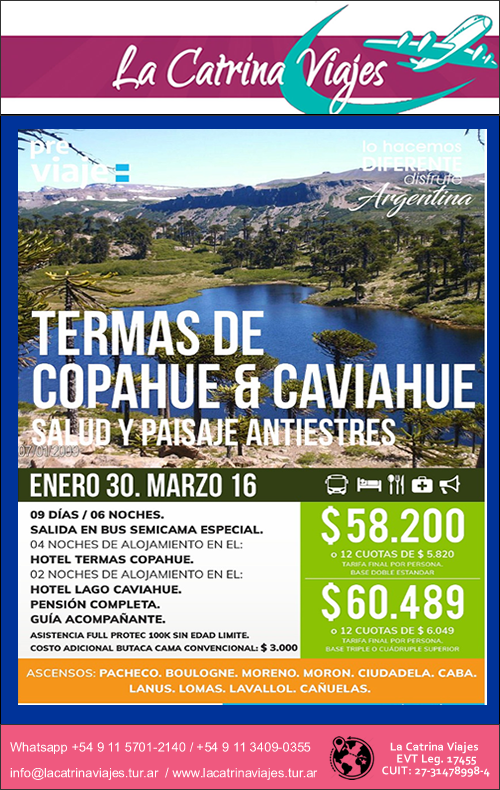 La Catrina Viajes
pre
viaje
lo hacemos
DIFERENTE
disfrute
Argentina
TERMAS DE
COPAHUE & CAVIAHUE
SALUD Y PAISAJE ANTIESTRES
07/01/2000
ENERO 30. MARZO 16
09 DÍAS / 06 NOCHES.
SALIDA EN BUS SEMICAMA ESPECIAL.
04 NOCHES DE ALOJAMIENTO EN EL:
HOTEL TERMAS COPAHUE.
02 NOCHES DE ALOJAMIENTO EN EL:
HOTEL LAGO CAVIAHUE.
PENSIÓN COMPLETA.
GUÍA ACOMPAÑANTE.
ASISTENCIA FULL PROTEC 100K SIN EDAD LIMITE.
COSTO ADICIONAL BUTACA CAMA CONVENCIONAL: $ 3.000
$58.200
o 12 CUOTAS DE $ 5.820
TARIFA FINAL POR PERSONA.
BASE DOBLE ESTANDAR
$60.489
o 12 CUOTAS DE $ 6.049
TARIFA FINAL POR PERSONA.
BASE TRIPLE O CUÁDRUPLE SUPERIOR
ASCENSOS: PACHECO. BOULOGNE. MORENO. MORON. CIUDADELA. CABA.
LANUS. LOMAS. LAVALLOL. CAÑUELAS.
Whatsapp +54 9 11 5701-2140 / +54 9 11 3409-0355
info@lacatrinaviajes.tur.ar / www.lacatrinaviajes.tur.ar
La Catrina Viajes
EVT Leg. 17455
CUIT: 27-31478998-4